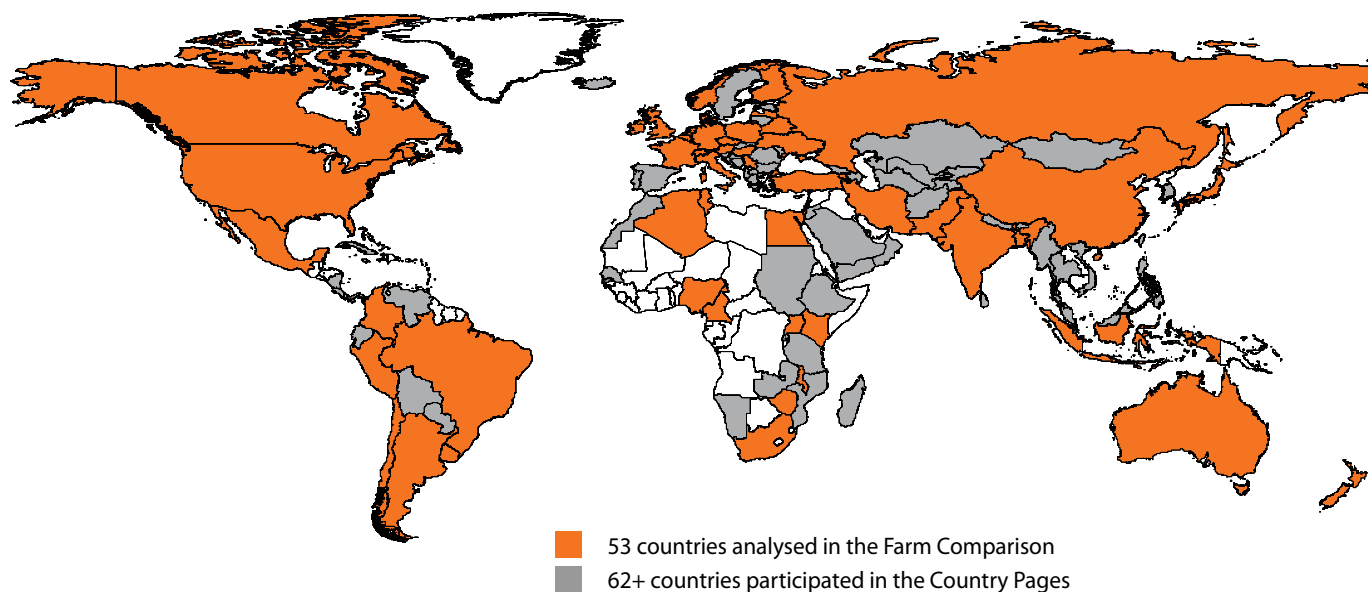 53 countries analysed in the Farm Comparison
62+ countries participated in the Country Pages